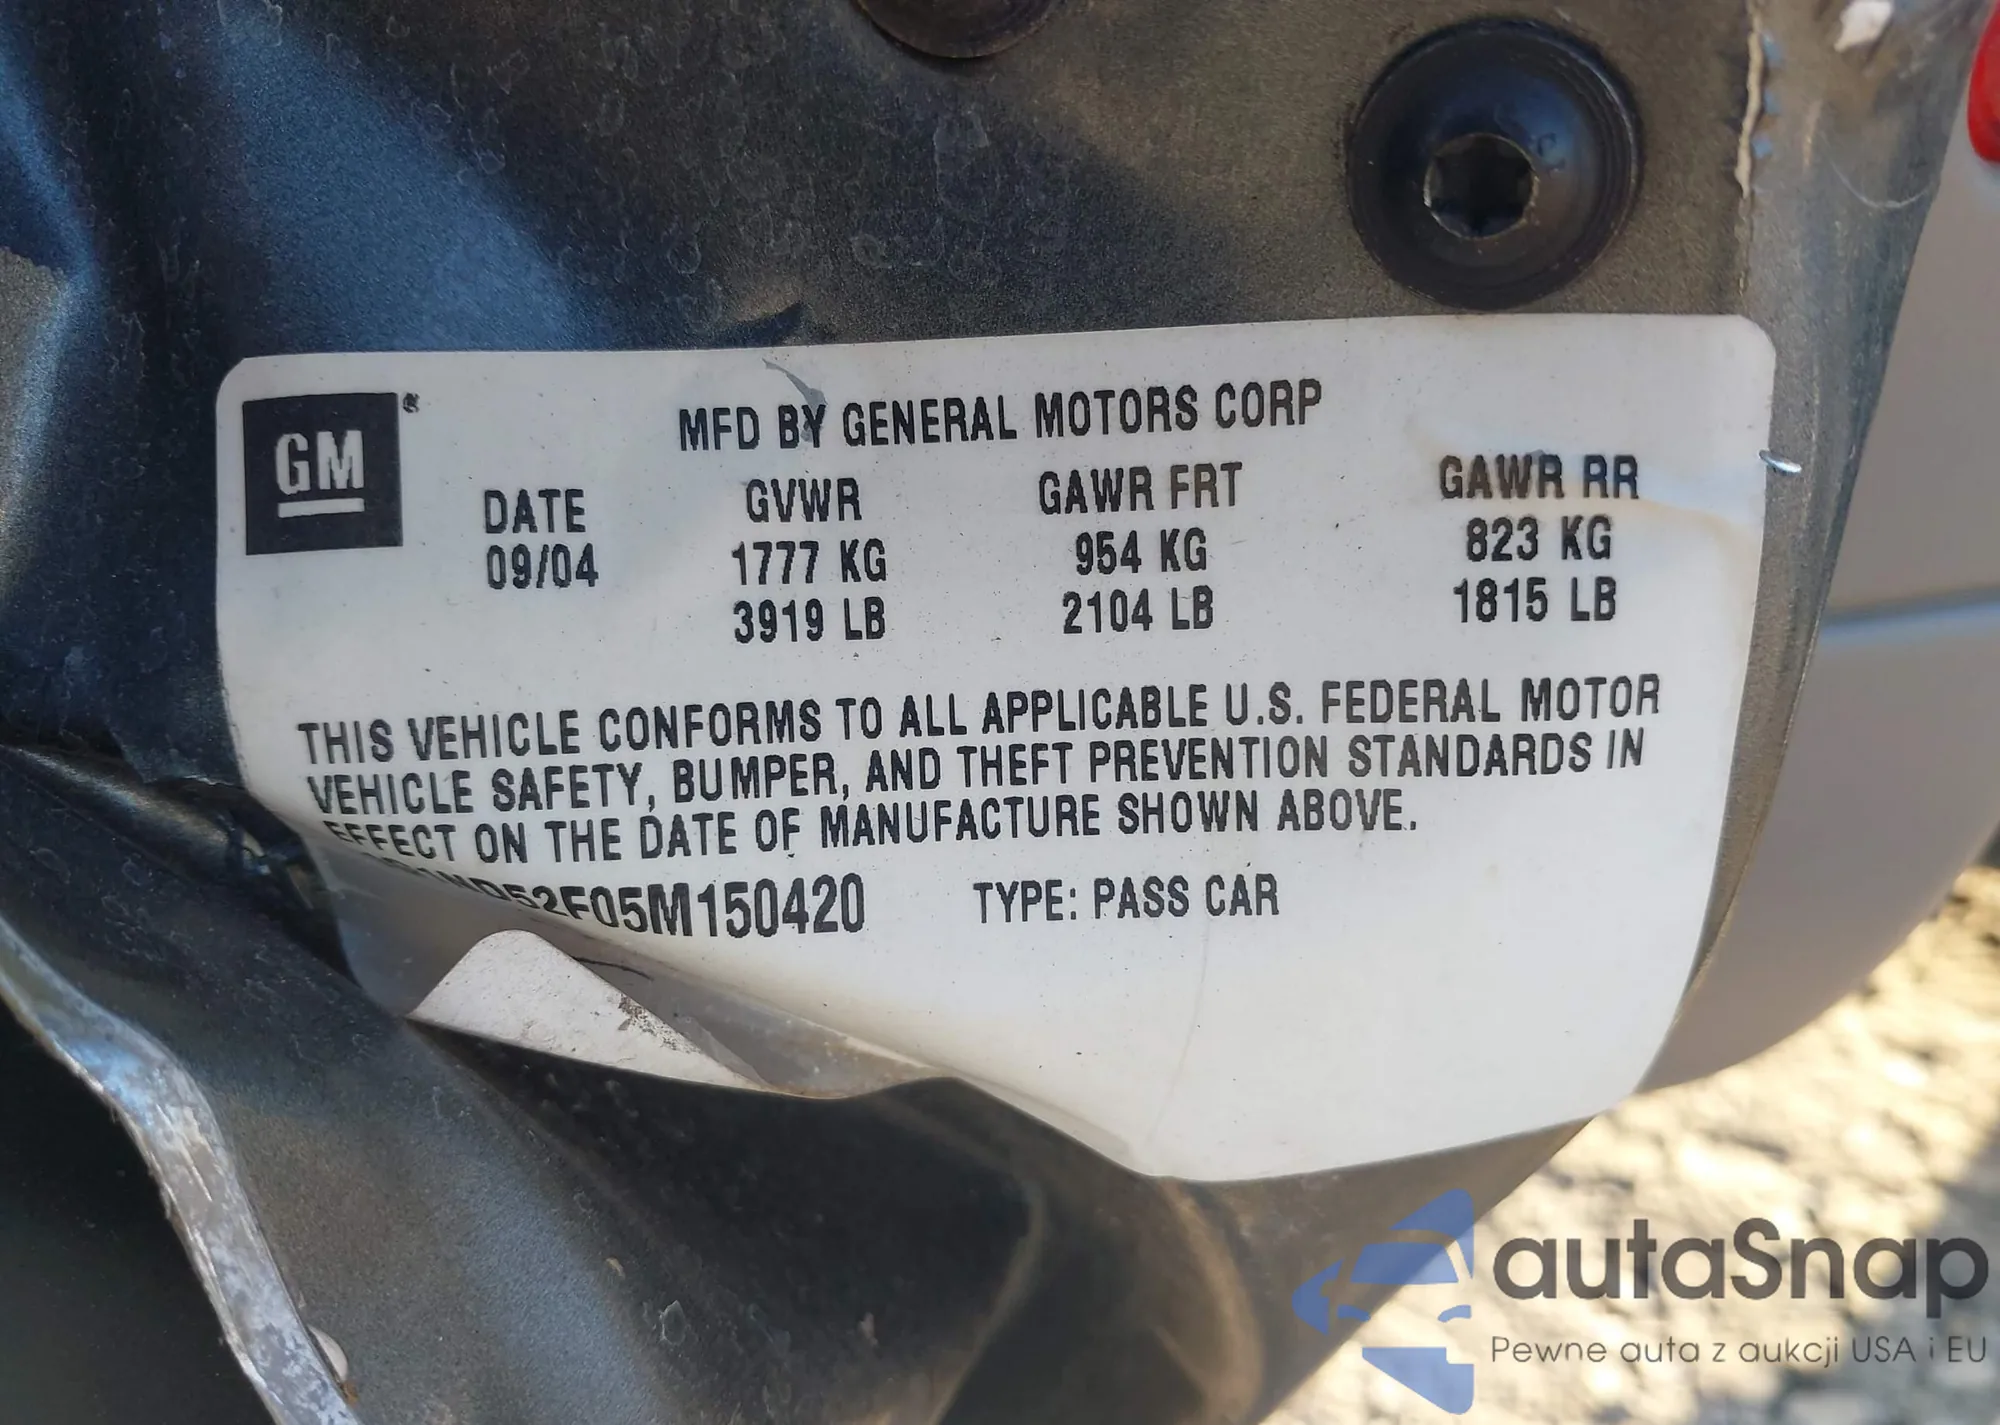 GM ®
MFD BY GENERAL MOTORS CORP
DATE GVWR GAWR FRT GAWR RR
09/04 1777 KG 954 KG 823 KG
3919 LB 2104 LB 1815 LB
THIS VEHICLE CONFORMS TO ALL APPLICABLE U.S. FEDERAL MOTOR
VEHICLE SAFETY, BUMPER, AND THEFT PREVENTION STANDARDS IN
EFFECT ON THE DATE OF MANUFACTURE SHOWN ABOVE.
TYPE: PASS CAR
autaSnap
Pewne auta z aukcji USA i EU